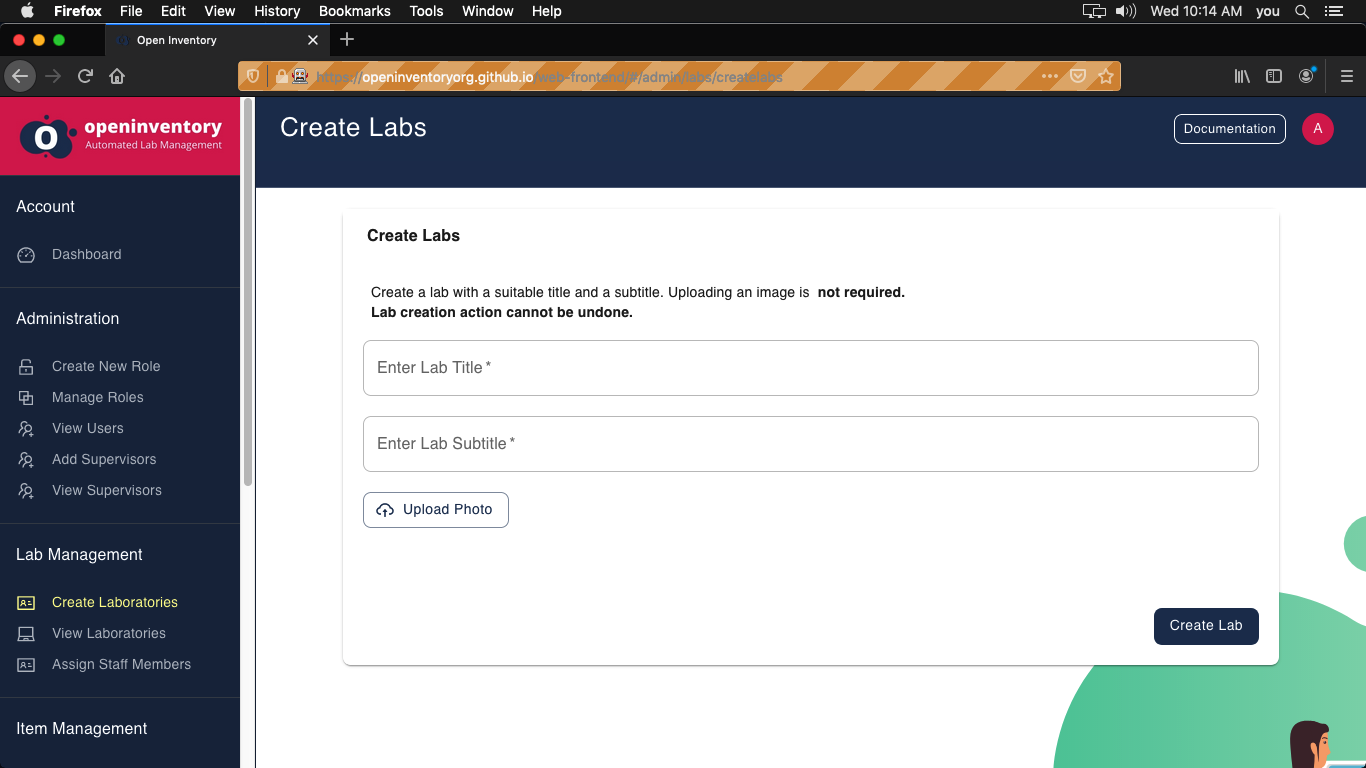 Firefox File Edit View History Bookmarks Tools Window Help Wed 10:14 AM you
Open Inventory
https://openinventoryorg.github.io/web-frontend/#/admin/labs/createlabs
openinventory
Automated Lab Management
Create Labs
Documentation
A
Account
Dashboard
Administration
Create New Role
Manage Roles
View Users
Add Supervisors
View Supervisors
Lab Management
Create Laboratories
View Laboratories
Assign Staff Members
Item Management
Create Labs
Create a lab with a suitable title and a subtitle. Uploading an image is not required.
Lab creation action cannot be undone.
Enter Lab Title *
Enter Lab Subtitle *
Upload Photo
Create Lab